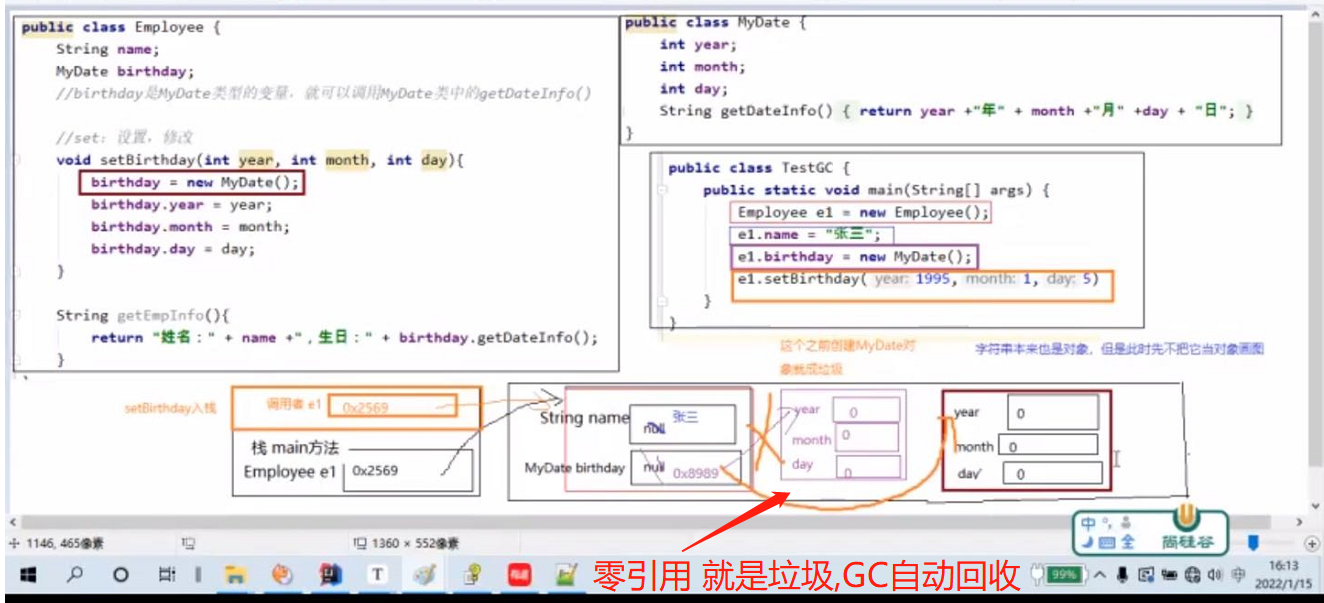 public class Employee {
String name;
MyDate birthday;
//birthday是MyDate类型的变量，就可以调用MyDate类中的getDateInfo()
//set：设置，修改
void setBirthday(int year, int month, int day){
birthday = new MyDate();
birthday.year = year;
birthday.month = month;
birthday.day = day;
}
String getEmpInfo(){
return "姓名：" + name +"，生日：" + birthday.getDateInfo();
}
public class MyDate {
int year;
int month;
int day;
String getDateInfo() { return year +"年" + month +"月" +day + "日"; }
}
public class TestGC {
public static void main(String[] args) {
Employee e1 = new Employee();
e1.name = "张三";
e1.birthday = new MyDate();
e1.setBirthday( year: 1995, month: 1, day: 5)
}
}
这个之前创建MyDate对
象就成垃圾
字符串本来也是对象，但是此时先不把它当对象画图
setBirthday入栈
调用者 e1 0x2569
栈 main方法
Employee e1 0x2569
String name null 张三
MyDate birthday null 0x8989
year 0
month 0
day 0
year 0
month 0
day 0
1146, 465像素
1360 × 552像素
中 °,
全
尚硅谷
零引用 就是垃圾,GC自动回收
99%
中
16:13
2022/1/15